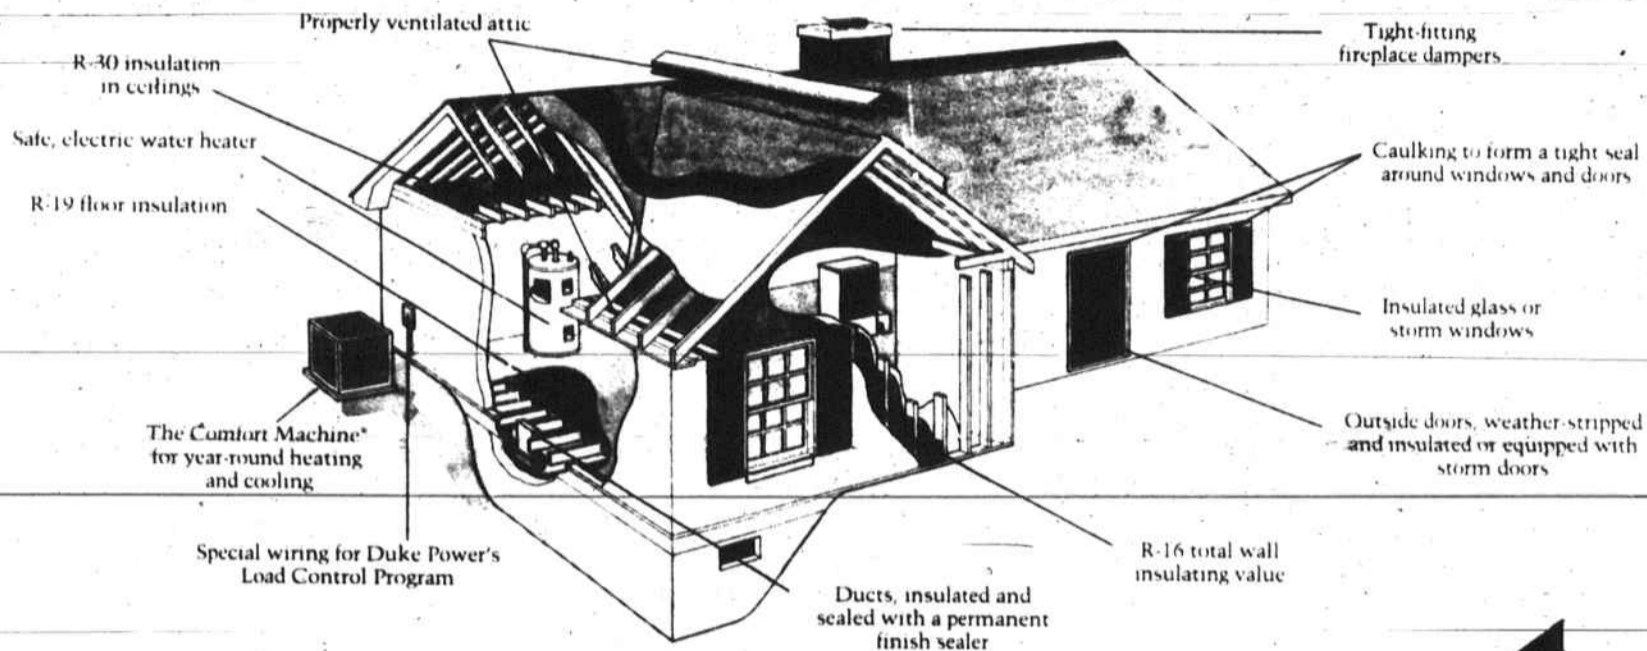 Properly ventilated attic
R-30 insulation
in ceilings
Safe, electric water heater
R-19 floor insulation
The Comfort Machine*
for year-round heating
and cooling
Special wiring for Duke Power's
Load Control Program
Ducts, insulated and
sealed with a permanent
finish sealer
R-16 total wall
insulating value
Outside doors, weather-stripped
and insulated or equipped with
storm doors
Insulated glass or
storm windows
Caulking to form a tight seal
around windows and doors
Tight-fitting
fireplace dampers